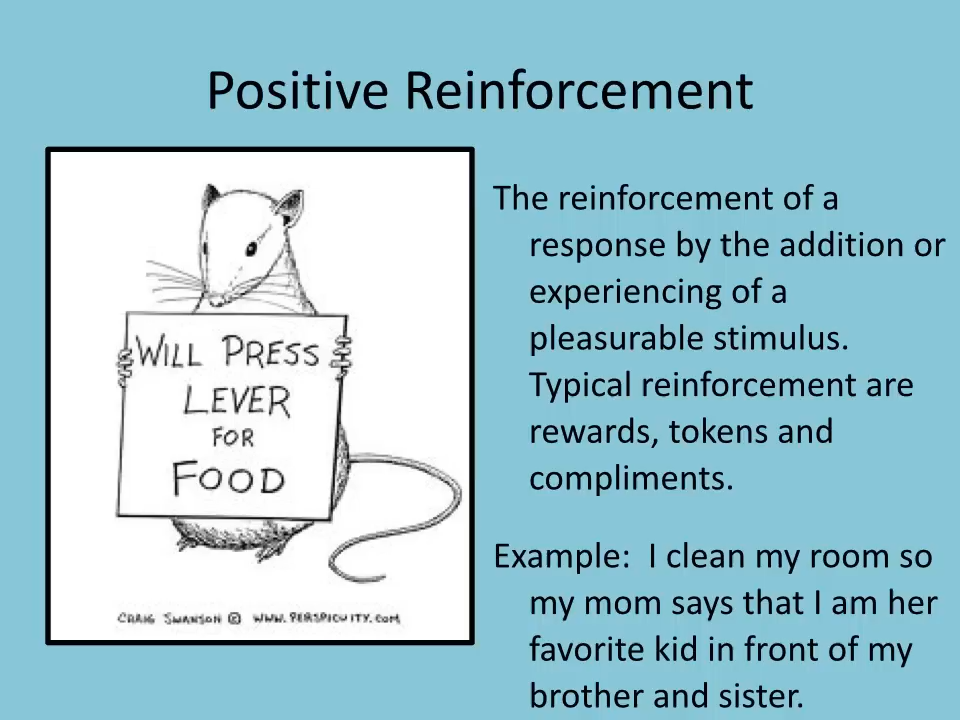 Positive Reinforcement
WILL PRESS
LEVER
FOR
FOOD
CRAIG SWANSON © WWW.PERSPICUITY.COM
The reinforcement of a
response by the addition or
experiencing of a
pleasurable stimulus.
Typical reinforcement are
rewards, tokens and
compliments.
Example:  I clean my room so
my mom says that I am her
favorite kid in front of my
brother and sister.